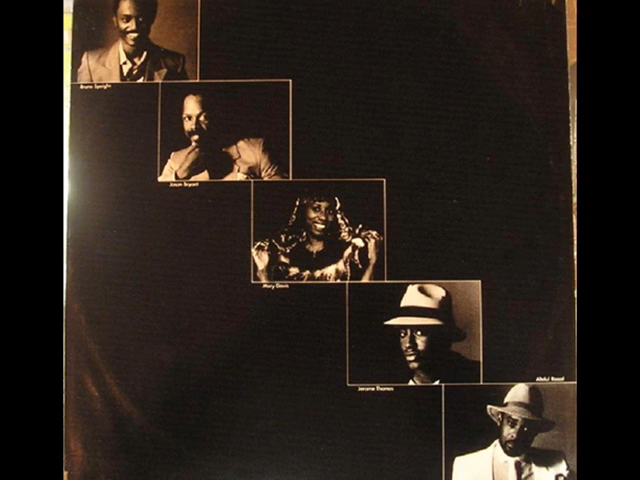 Bruno Speight
Jason Bryant
Mary Davis
Jerome Thomas
Abdul Raoof